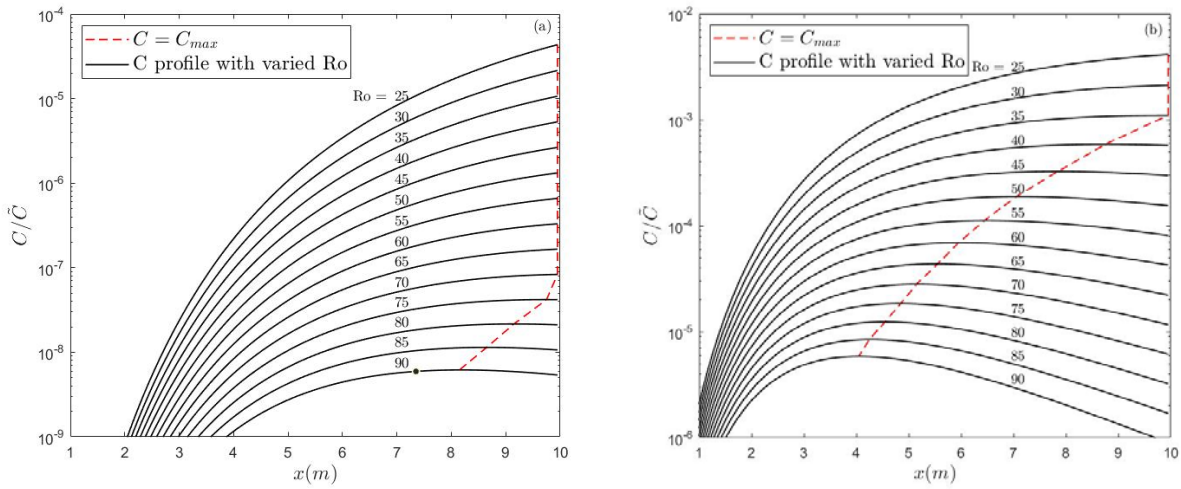 (a)
C = C_max
C profile with varied Ro
Ro = 25
30
35
40
45
50
55
60
65
70
75
80
85
90
10⁻⁴
10⁻⁵
10⁻⁶
10⁻⁷
10⁻⁸
10⁻⁹
C/C̃
1 2 3 4 5 6 7 8 9 10
x(m)
(b)
C = C_max
C profile with varied Ro
Ro = 25
30
35
40
45
50
55
60
65
70
75
80
85
90
10⁻²
10⁻³
10⁻⁴
10⁻⁵
10⁻⁶
C/C̃
1 2 3 4 5 6 7 8 9 10
x(m)